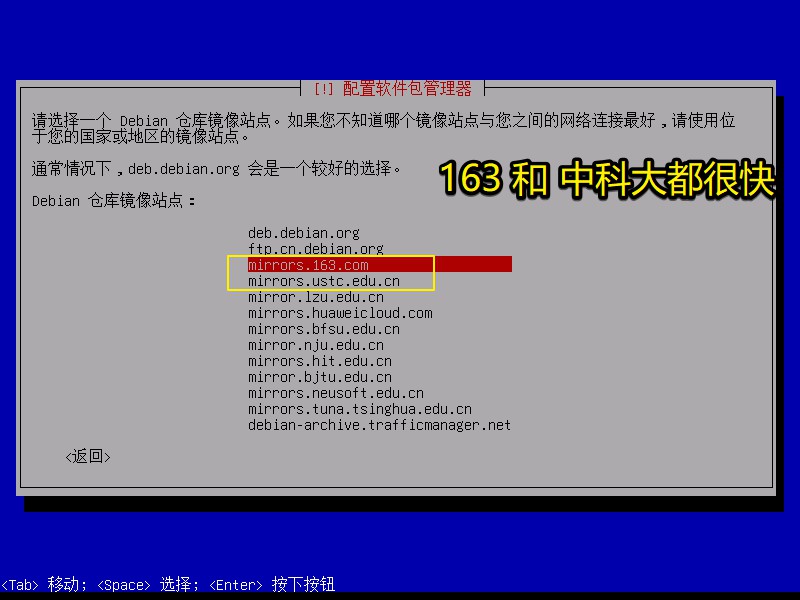 [!] 配置软件包管理器
请选择一个 Debian 仓库镜像站点。如果您不知道哪个镜像站点与您之间的网络连接最好，请使用位
于您的国家或地区的镜像站点。
通常情况下，deb.debian.org 会是一个较好的选择。
163 和 中科大都很快
Debian 仓库镜像站点：
deb.debian.org
ftp.cn.debian.org
mirrors.163.com
mirrors.ustc.edu.cn
mirror.lzu.edu.cn
mirrors.huaweicloud.com
mirrors.bfsu.edu.cn
mirror.nju.edu.cn
mirrors.hit.edu.cn
mirror.bjtu.edu.cn
mirrors.neusoft.edu.cn
mirrors.tuna.tsinghua.edu.cn
debian-archive.trafficmanager.net
<返回>
<Tab> 移动; <Space> 选择; <Enter> 按下按钮